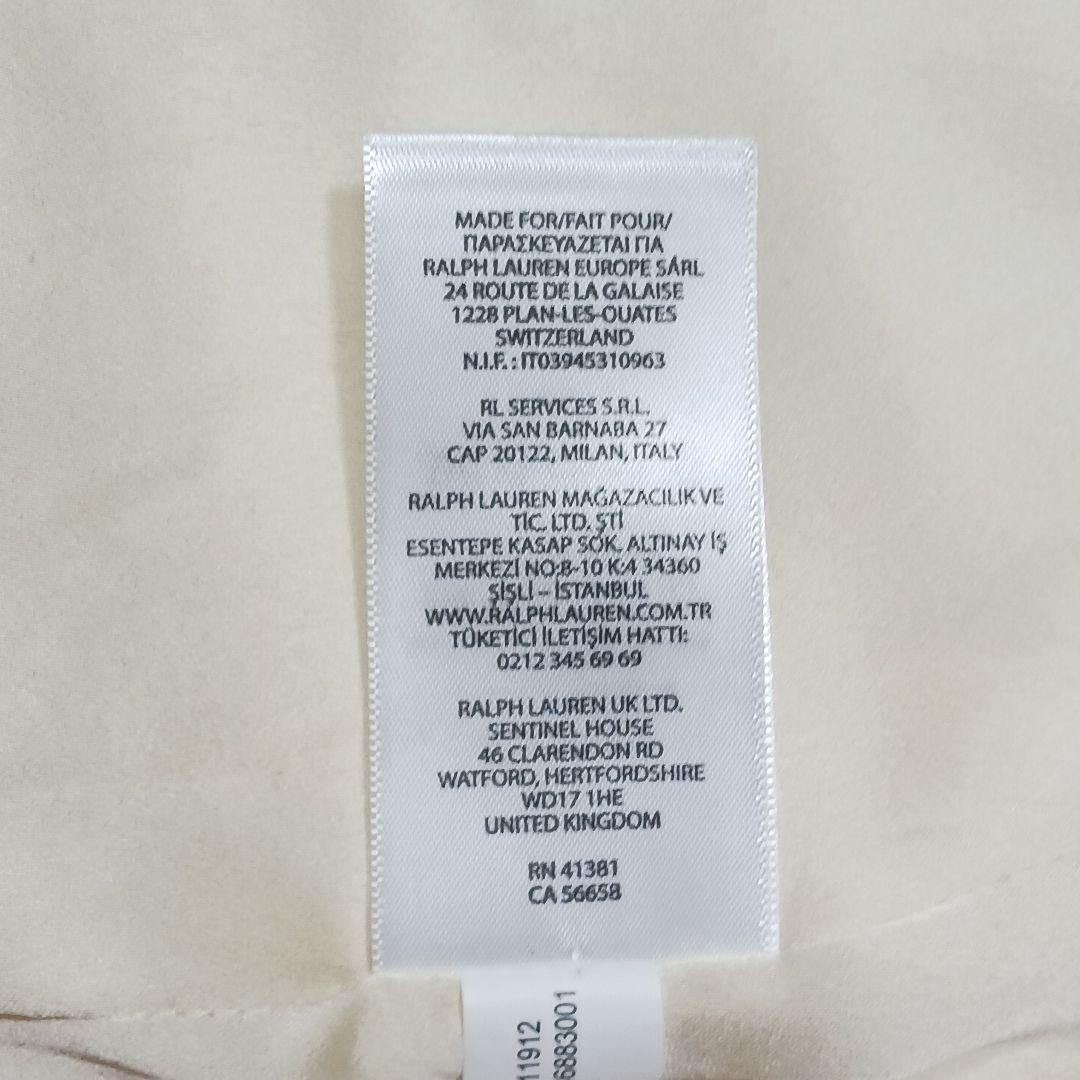 MADE FOR/FAIT POUR/
ΠΑΡΑΣΚΕΥΑΖΕΤΑΙ ΓΙΑ
RALPH LAUREN EUROPE SÁRL
24 ROUTE DE LA GALAISE
1228 PLAN-LES-OUATES
SWITZERLAND
N.I.F. : IT03945310963
RL SERVICES S.R.L.
VIA SAN BARNABA 27
CAP 20122, MILAN, ITALY
RALPH LAUREN MAĞAZACILIK VE
TİC. LTD. ŞTİ
ESENTEPE KASAP SOK. ALTINAY İŞ
MERKEZİ NO:8-10 K:4 34360
ŞİŞLİ – İSTANBUL
WWW.RALPHLAUREN.COM.TR
TÜKETİCİ İLETİŞİM HATTI:
0212 345 69 69
RALPH LAUREN UK LTD.
SENTINEL HOUSE
46 CLARENDON RD
WATFORD, HERTFORDSHIRE
WD17 1HE
UNITED KINGDOM
RN 41381
CA 56658
11912
6883001